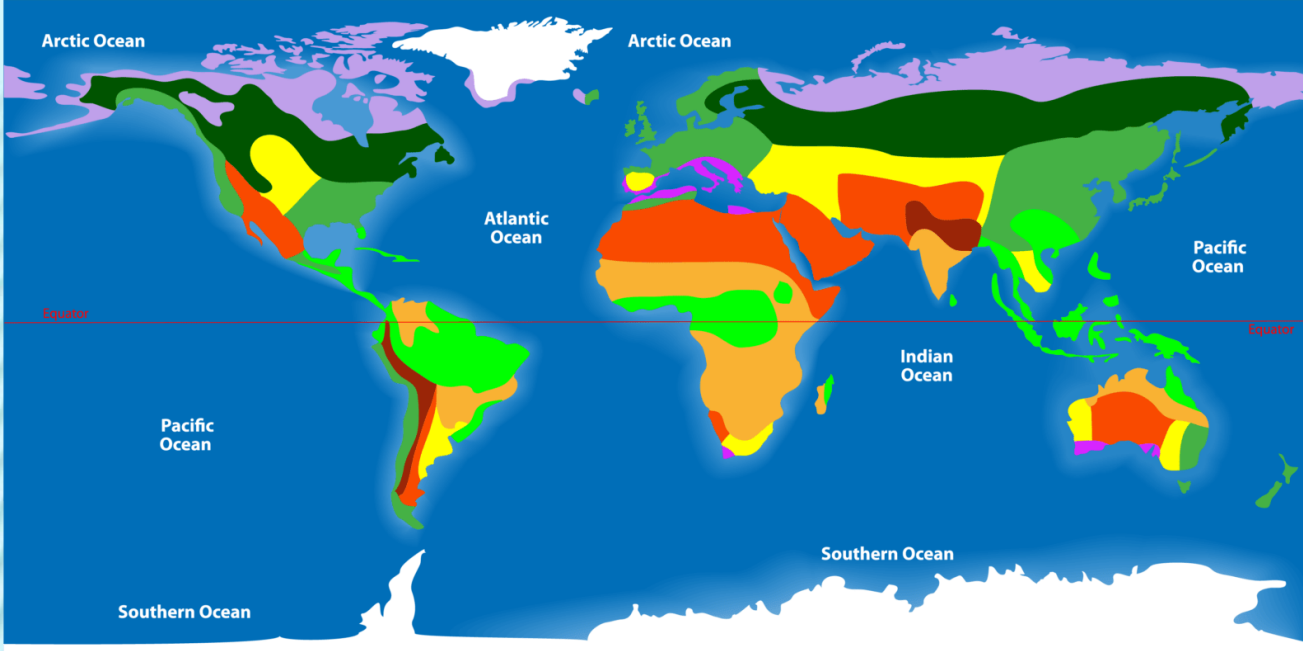 Arctic Ocean
Arctic Ocean
Atlantic
Ocean
Pacific
Ocean
Equator
Equator
Indian
Ocean
Pacific
Ocean
Southern Ocean
Southern Ocean